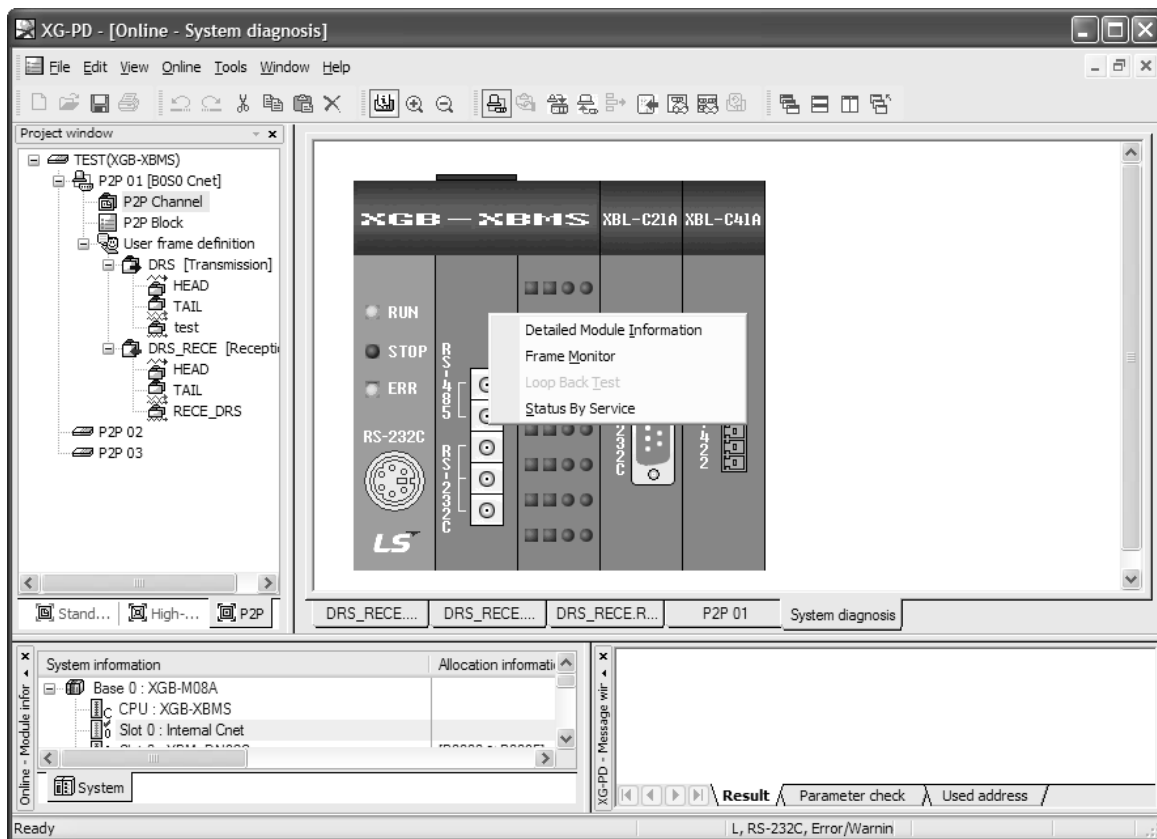 XG-PD - [Online - System diagnosis]
File Edit View Online Tools Window Help
Project window
TEST(XGB-XBMS)
P2P 01 [B0S0 Cnet]
P2P Channel
P2P Block
User frame definition
DRS [Transmission]
HEAD
TAIL
test
DRS_RECE [Recepti
HEAD
TAIL
RECE_DRS
P2P 02
P2P 03
Stand... High-... P2P
XGB - XBMS XBL-C21A XBL-C41A
RUN
STOP
ERR
RS-232C
LS
RS-485
RS-232C
232C
422
Detailed Module Information
Frame Monitor
Loop Back Test
Status By Service
DRS_RECE.... DRS_RECE.... DRS_RECE.R... P2P 01 System diagnosis
Online - Module infor
System information Allocation informati
Base 0 : XGB-M08A
CPU : XGB-XBMS
Slot 0 : Internal Cnet
System
XG-PD - Message wir
Result Parameter check Used address
Ready L, RS-232C, Error/Warnin